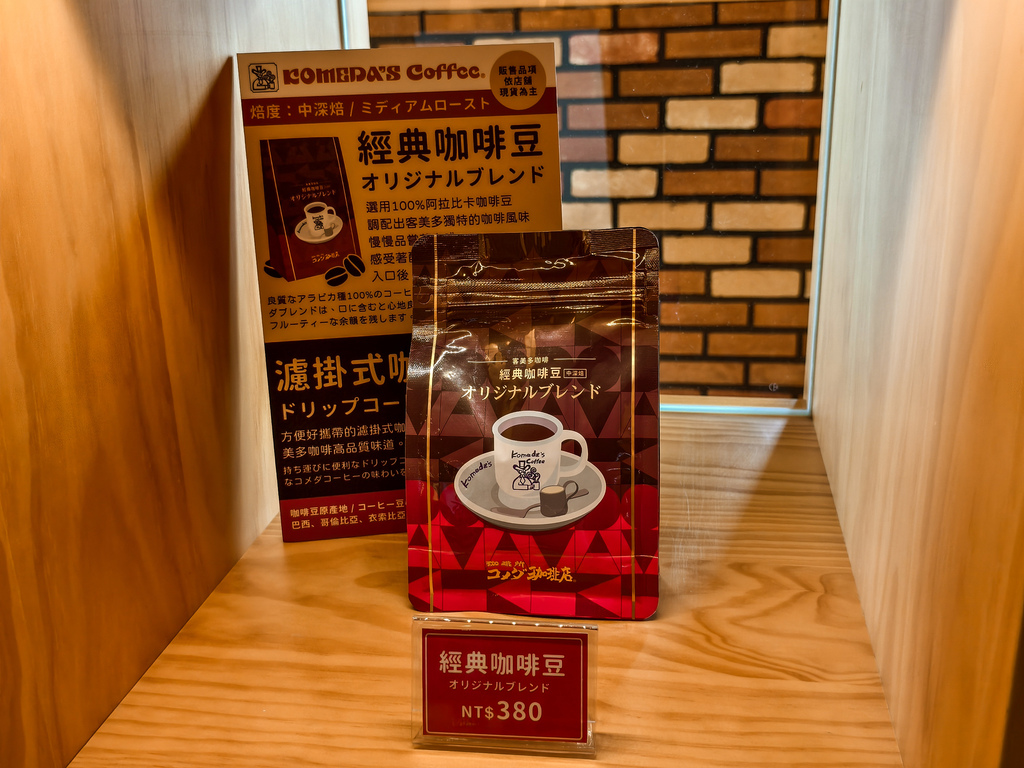 KOMEDA'S Coffee
販售品項
依店舖
現貨為主
焙度：中深焙 / ミディアムロースト
經典咖啡豆
オリジナルブレンド
選用100%阿拉比卡咖啡豆
調配出客美多獨特的咖啡風味
慢慢品嘗
感受著
入口後
良質なアラビカ種100%のコーヒ
ダブレンドは、口に含むと心地良
フルーティーな余韻を残します
濾掛式咖
ドリップコー
方便好攜帶的濾掛式咖
美多咖啡高品質味道。
持ち運びに便利なドリップコ
なコメダコーヒーの味わいを
咖啡豆原產地 / コーヒー豆
巴西、哥倫比亞、衣索比亞
客美多咖啡
經典咖啡豆 中深焙
オリジナルブレンド
Komeda's
Coffee
Komeda's
珈琲所
コメダ珈琲店
經典咖啡豆
オリジナルブレンド
NT$380